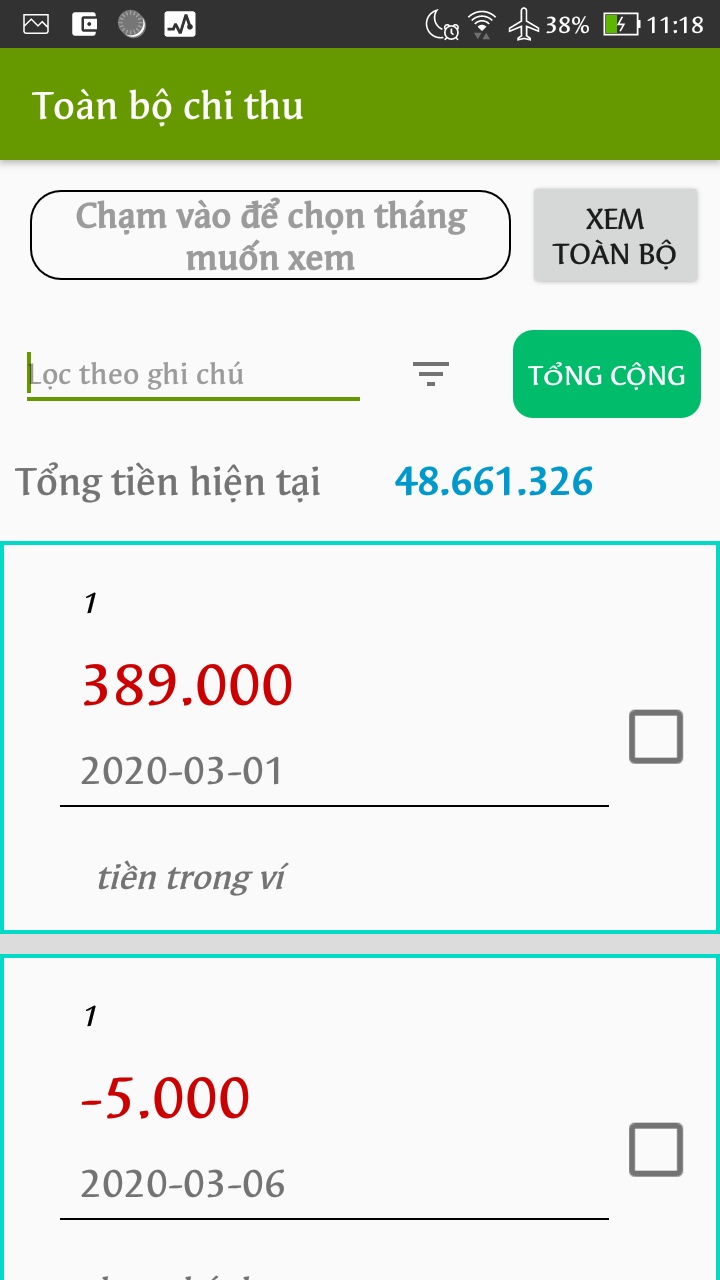 38% 11:18
Toàn bộ chi thu
Chạm vào để chọn tháng
muốn xem
XEM
TOÀN BỘ
Lọc theo ghi chú
TỔNG CỘNG
Tổng tiền hiện tại 48.661.326
1
389.000
2020-03-01
tiền trong ví
1
-5.000
2020-03-06